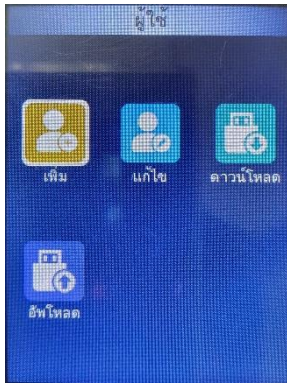 ผู้ใช้
เพิ่ม
แก้ไข
ดาวน์โหลด
อัพโหลด